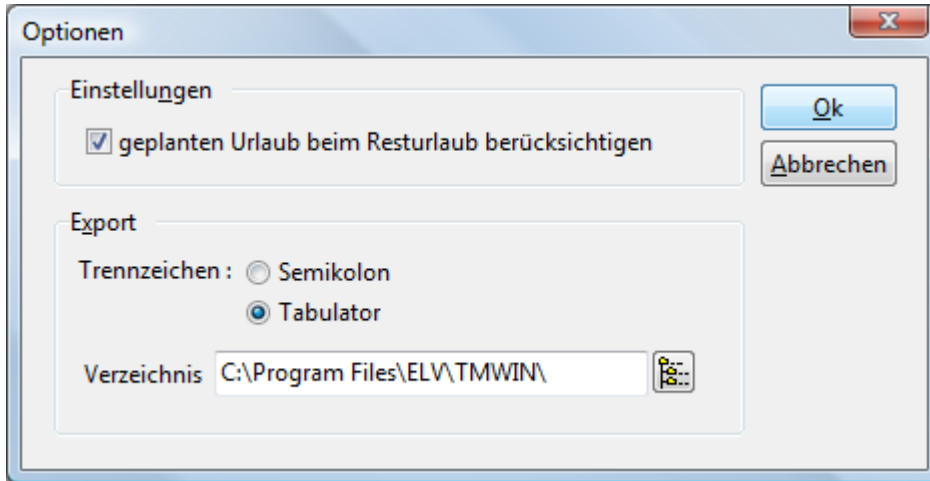 Optionen
Einstellungen
geplanten Urlaub beim Resturlaub berücksichtigen
Ok
Abbrechen
Export
Trennzeichen : Semikolon
Tabulator
Verzeichnis C:\Program Files\ELV\TMWIN\